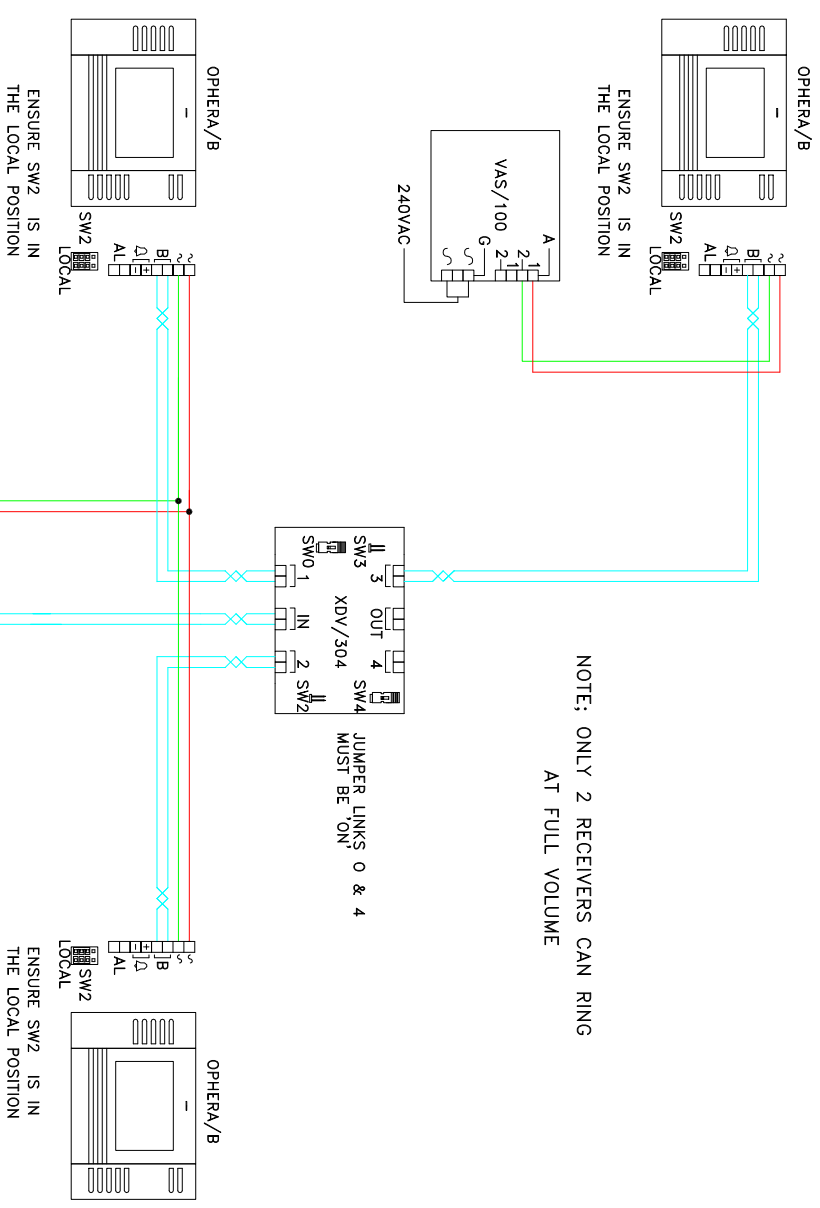 OPHERA/B
~
~
B
+
-
AL
SW2
LOCAL
ENSURE SW2 IS IN
THE LOCAL POSITION
NOTE; ONLY 2 RECEIVERS CAN RING
AT FULL VOLUME
VAS/100
A
1
2
1
2
G
~
~
240VAC
3
OUT
4
SW3
SW4
XDV/304
SW0
SW2
1
IN
2
JUMPER LINKS 0 & 4
MUST BE 'ON'
OPHERA/B
~
~
B
+
-
AL
SW2
LOCAL
ENSURE SW2 IS IN
THE LOCAL POSITION
OPHERA/B
~
~
B
+
-
AL
SW2
LOCAL
ENSURE SW2 IS IN
THE LOCAL POSITION